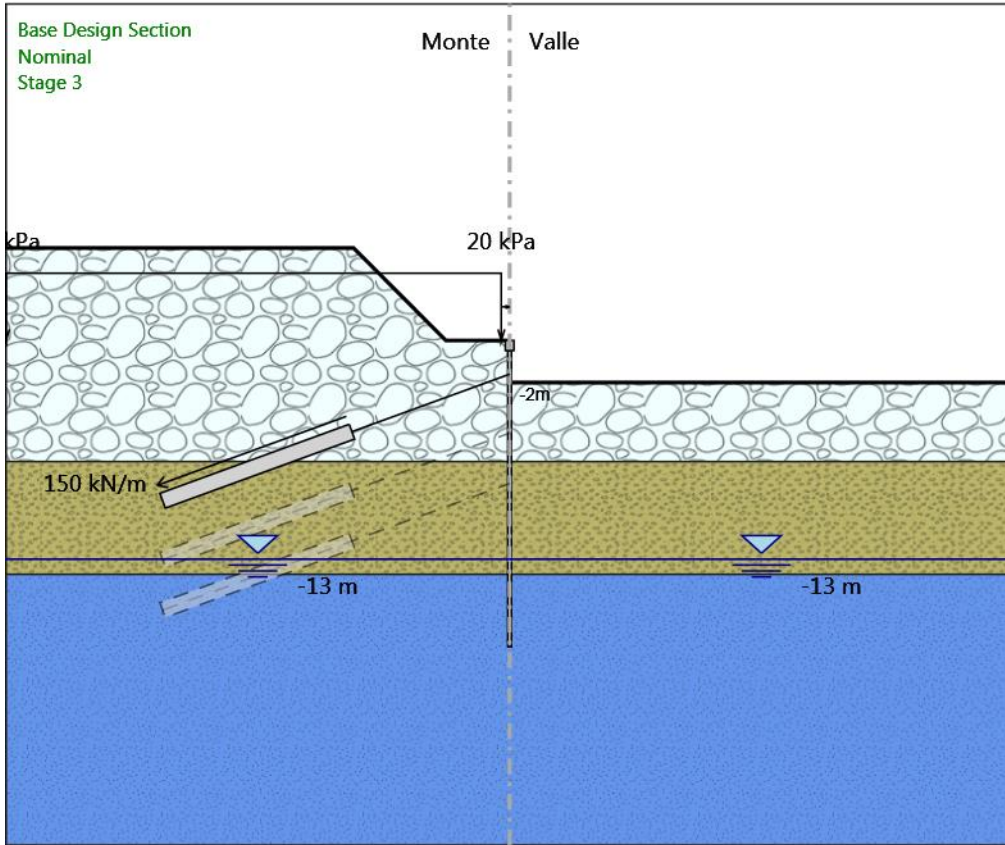 Base Design Section
Nominal
Stage 3
Monte
Valle
kPa
20 kPa
-2m
150 kN/m
-13 m
-13 m